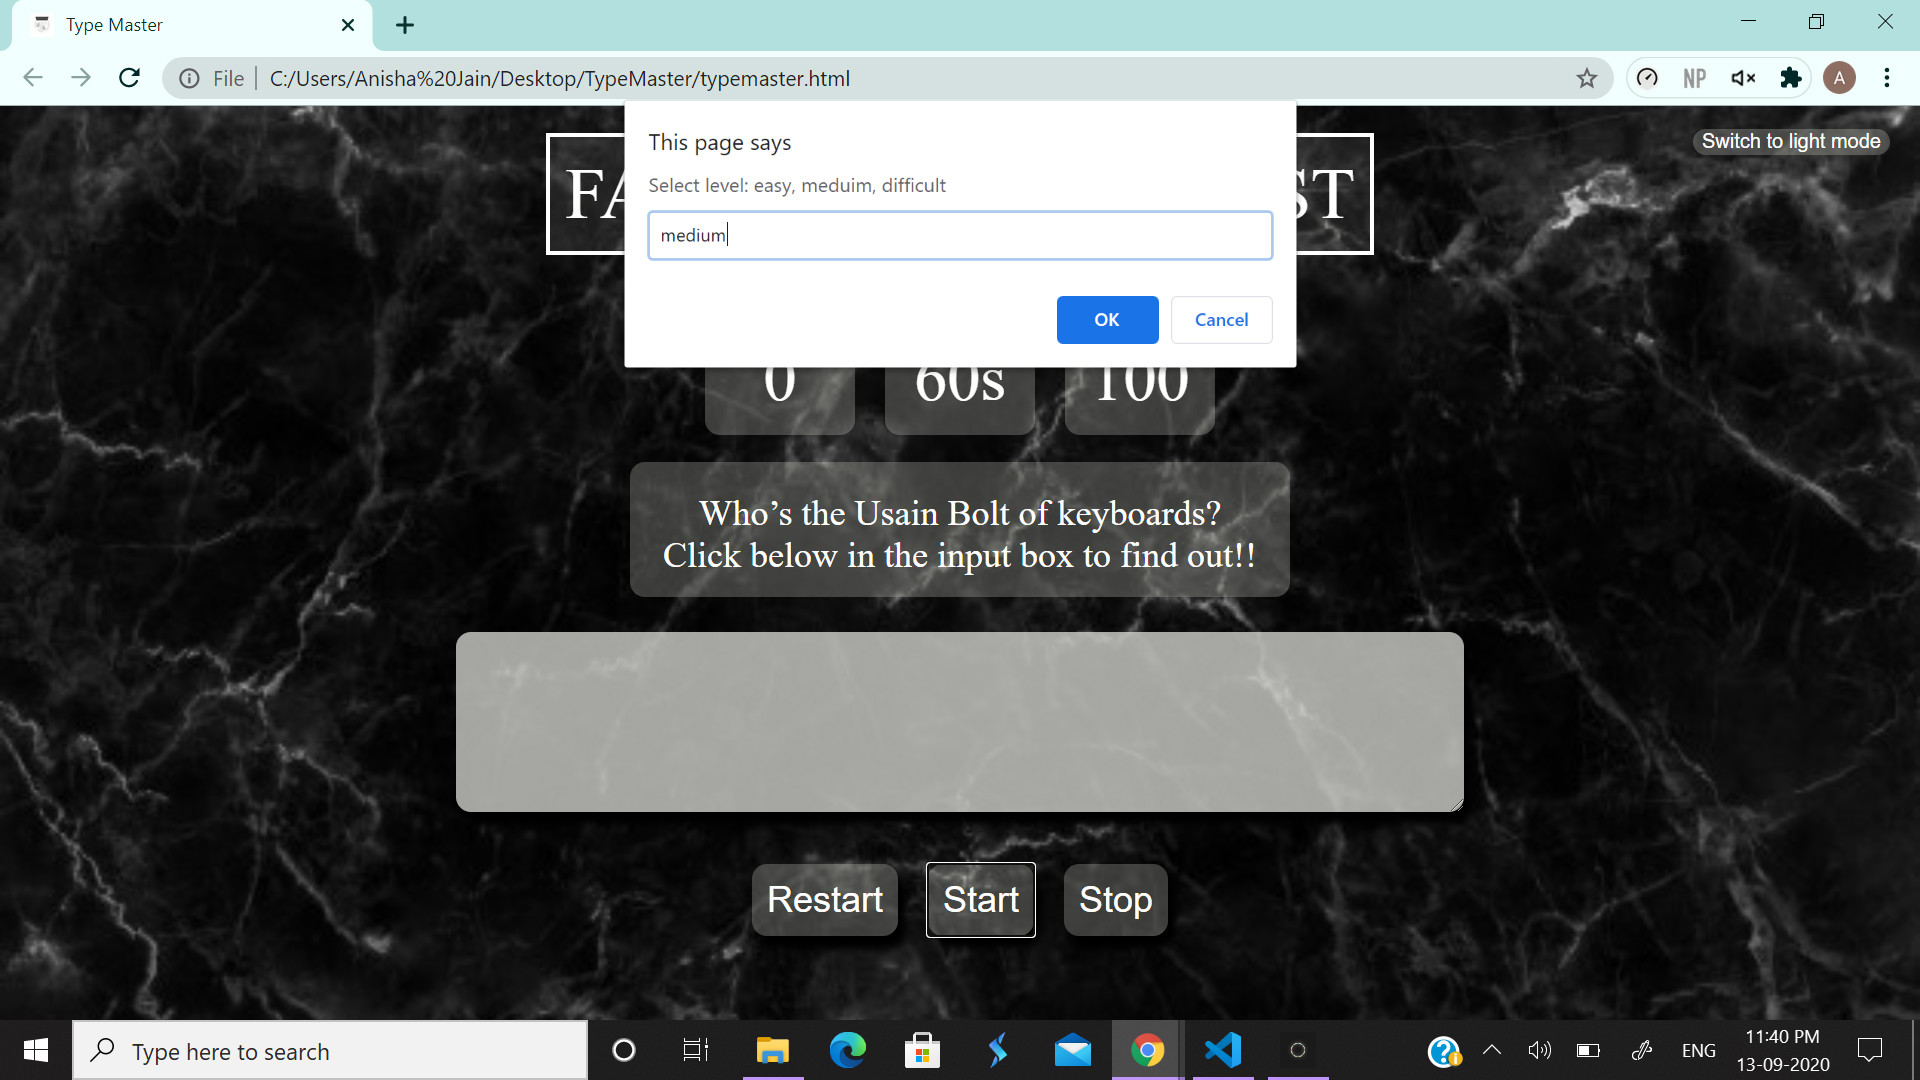 Type Master
File
C:/Users/Anisha%20Jain/Desktop/TypeMaster/typemaster.html
NP
A
This page says
Select level: easy, meduim, difficult
medium
OK
Cancel
Switch to light mode
FA
ST
0
60s
100
Who’s the Usain Bolt of keyboards?
Click below in the input box to find out!!
Restart
Start
Stop
Type here to search
ENG
11:40 PM
13-09-2020